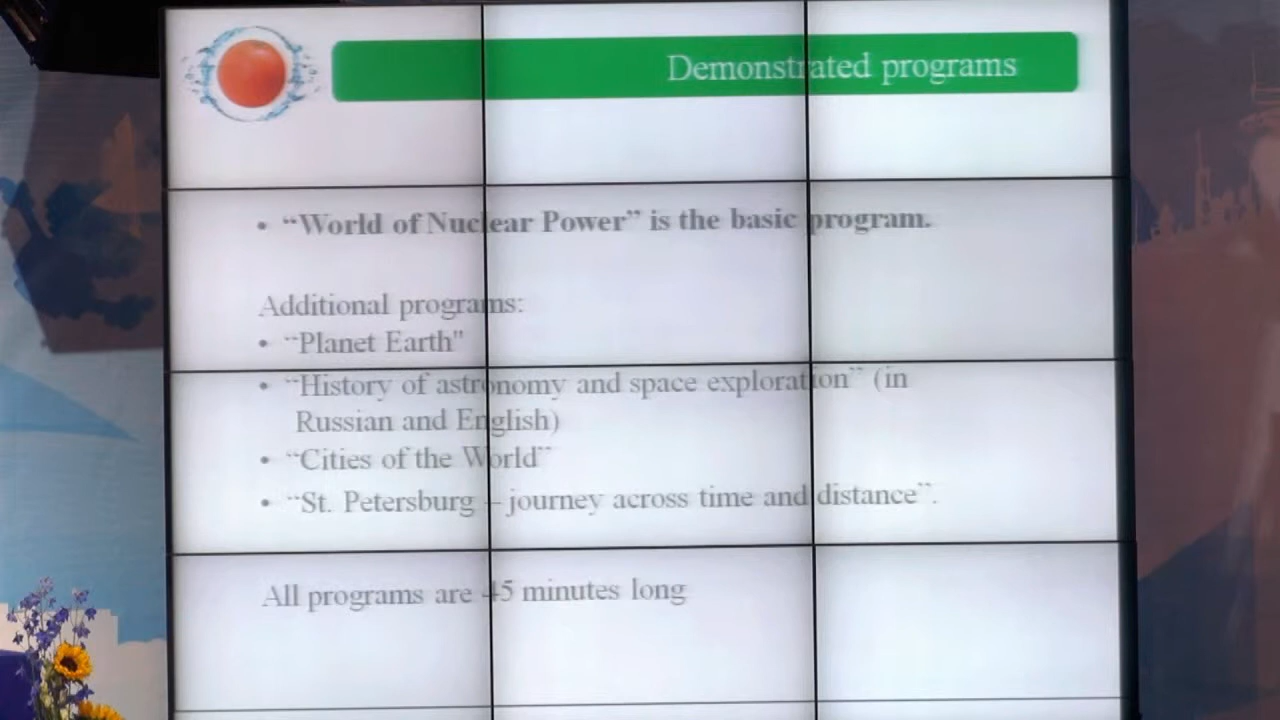 Demonstrated programs
• “World of Nuclear Power” is the basic program.
Additional programs:
• “Planet Earth"
• “History of astronomy and space exploration” (in
Russian and English)
• “Cities of the World”
• “St. Petersburg – journey across time and distance”.
All programs are 45 minutes long